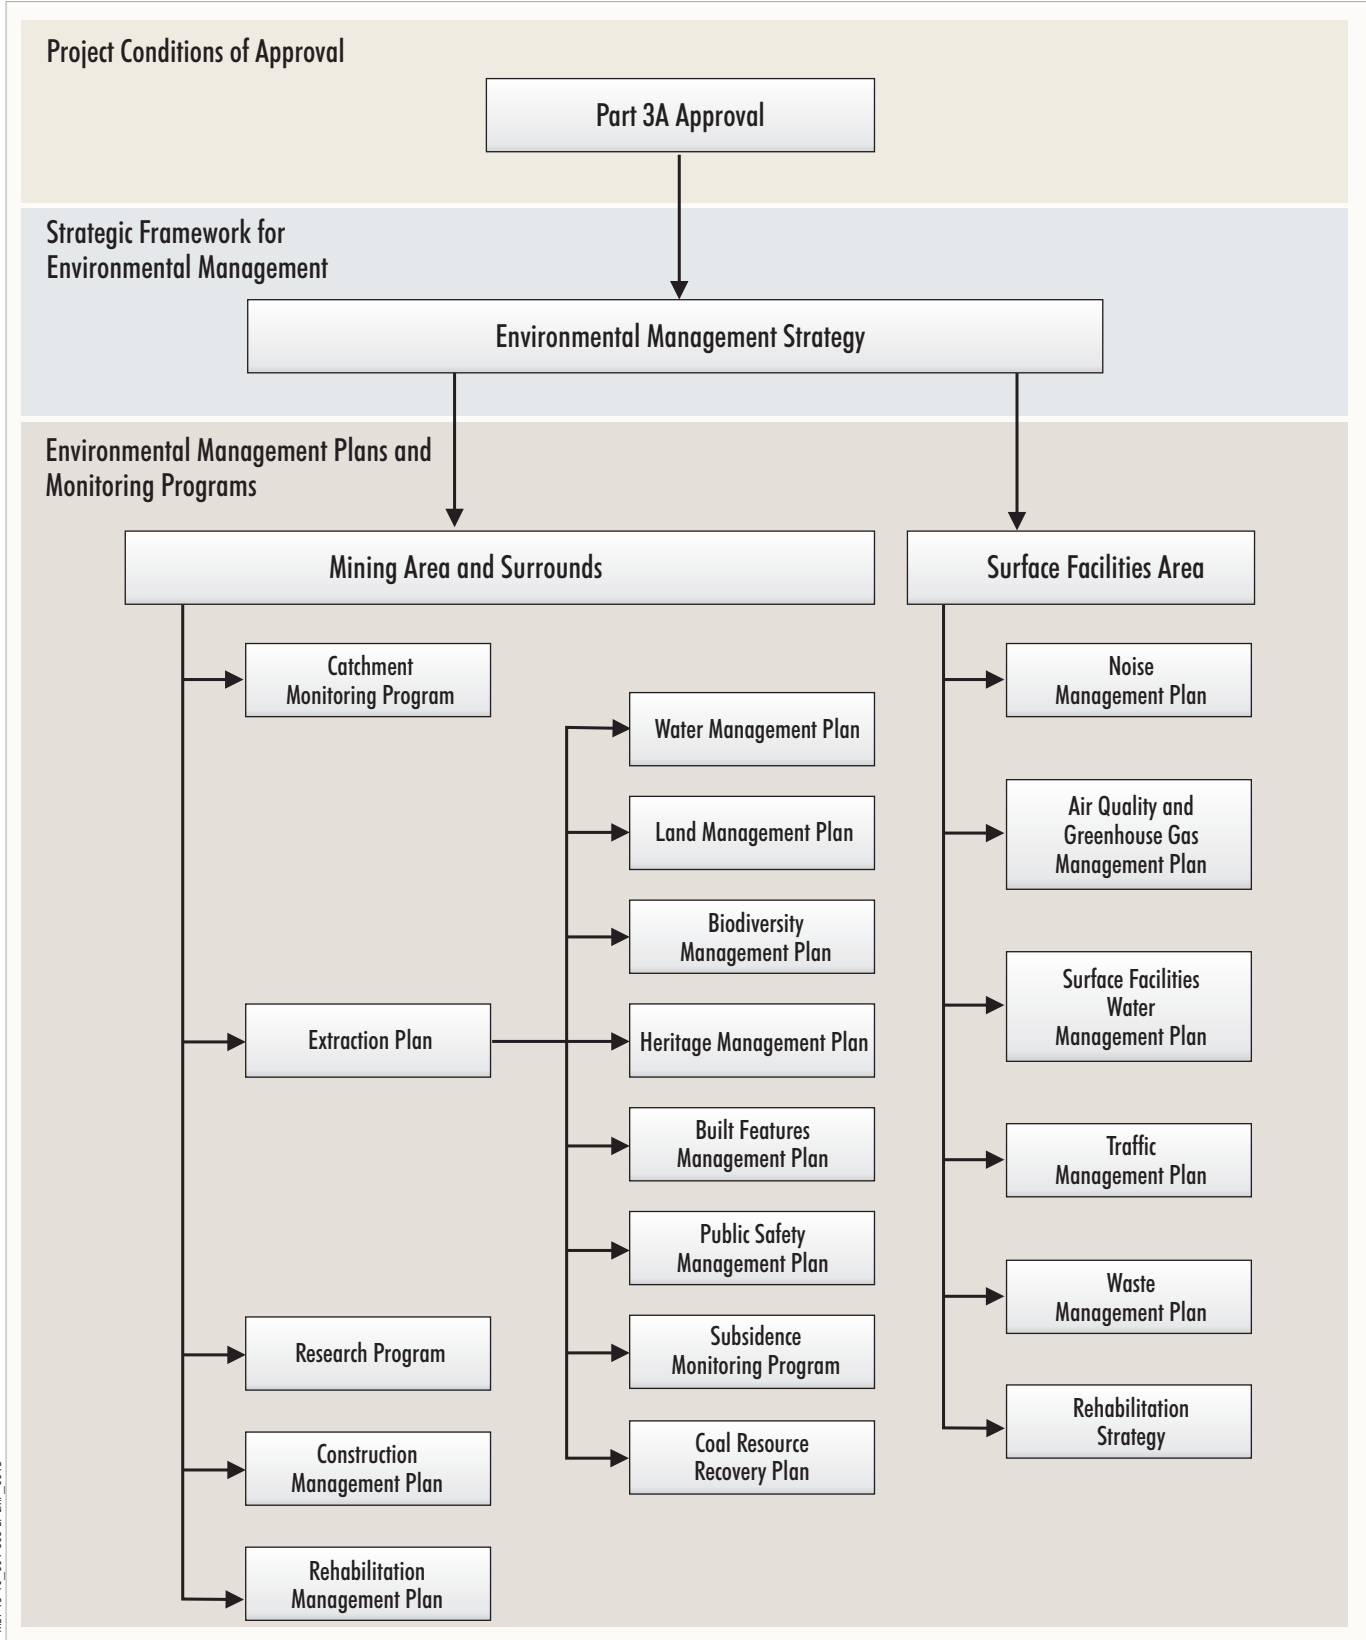 Project Conditions of Approval
Part 3A Approval
Strategic Framework for
Environmental Management
Environmental Management Strategy
Environmental Management Plans and
Monitoring Programs
Mining Area and Surrounds
Catchment
Monitoring Program
Extraction Plan
Water Management Plan
Land Management Plan
Biodiversity
Management Plan
Heritage Management Plan
Built Features
Management Plan
Public Safety
Management Plan
Subsidence
Monitoring Program
Coal Resource
Recovery Plan
Research Program
Construction
Management Plan
Rehabilitation
Management Plan
Surface Facilities Area
Noise
Management Plan
Air Quality and
Greenhouse Gas
Management Plan
Surface Facilities
Water
Management Plan
Traffic
Management Plan
Waste
Management Plan
Rehabilitation
Strategy